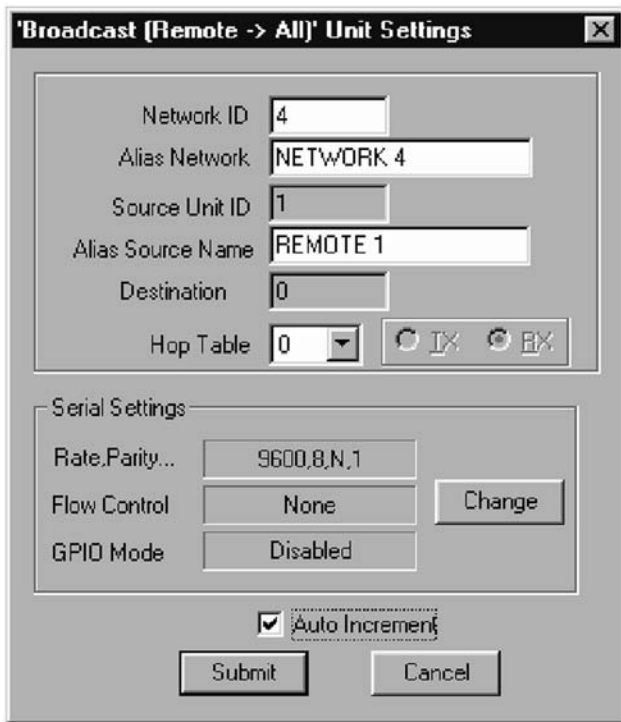 'Broadcast (Remote -> All)' Unit Settings
Network ID 4
Alias Network NETWORK 4
Source Unit ID 1
Alias Source Name REMOTE 1
Destination 0
Hop Table 0 TX RX
Serial Settings
Rate,Parity... 9600,8,N,1
Flow Control None
Change
GPIO Mode Disabled
Auto Increment
Submit Cancel